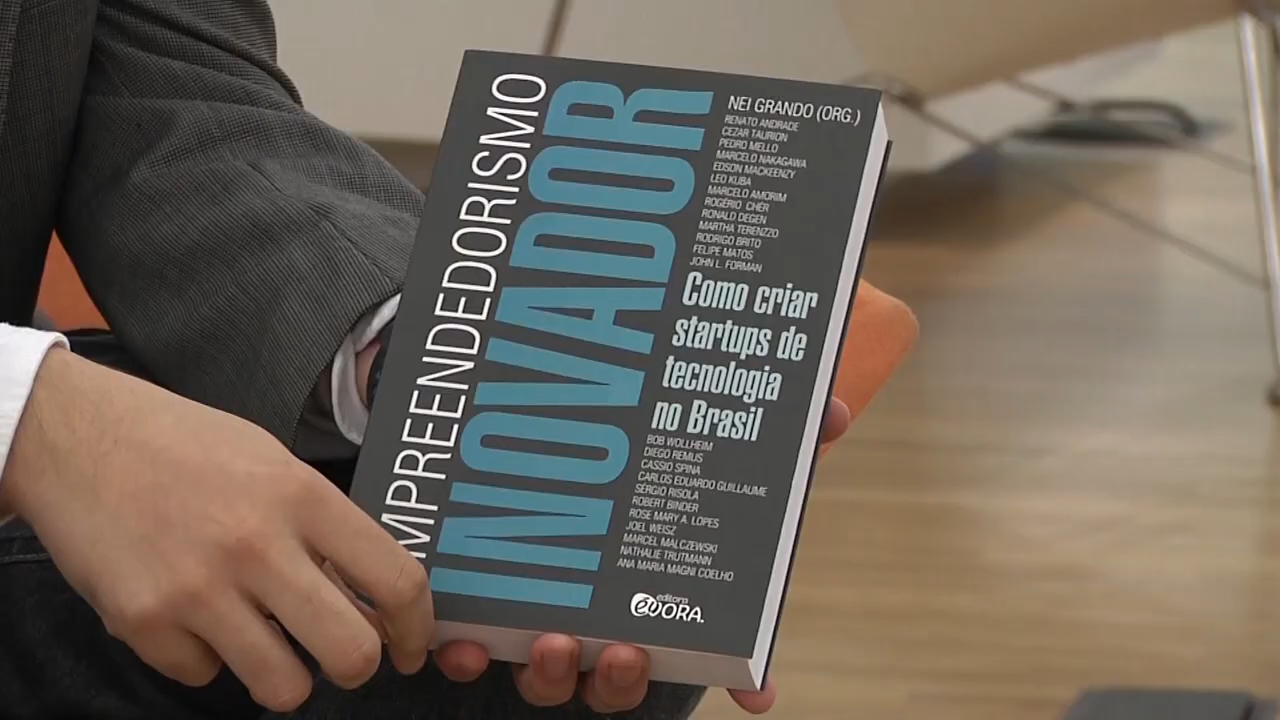 EMPREENDEDORISMO
INOVADOR
NEI GRANDO (ORG.)
RENATO ANDRADE
CEZAR TAURION
PEDRO MELLO
MARCELO NAKAGAWA
EDSON MACKEENZY
LEO KUBA
MARCELO AMORIM
ROGÉRIO CHÉR
RONALD DEGEN
MARTHA TERENZZO
RODRIGO BRITO
FELIPE MATOS
JOHN L. FORMAN
Como criar
startups de
tecnologia
no Brasil
BOB WOLLHEIM
DIEGO REMUS
CASSIO SPINA
CARLOS EDUARDO GUILLAUME
SÉRGIO RISOLA
ROBERT BINDER
ROSE MARY A. LOPES
JOEL WEISZ
MARCEL MALCZEWSKI
NATHALIE TRUTMANN
ANA MARIA MAGNI COELHO
editora
évORA.